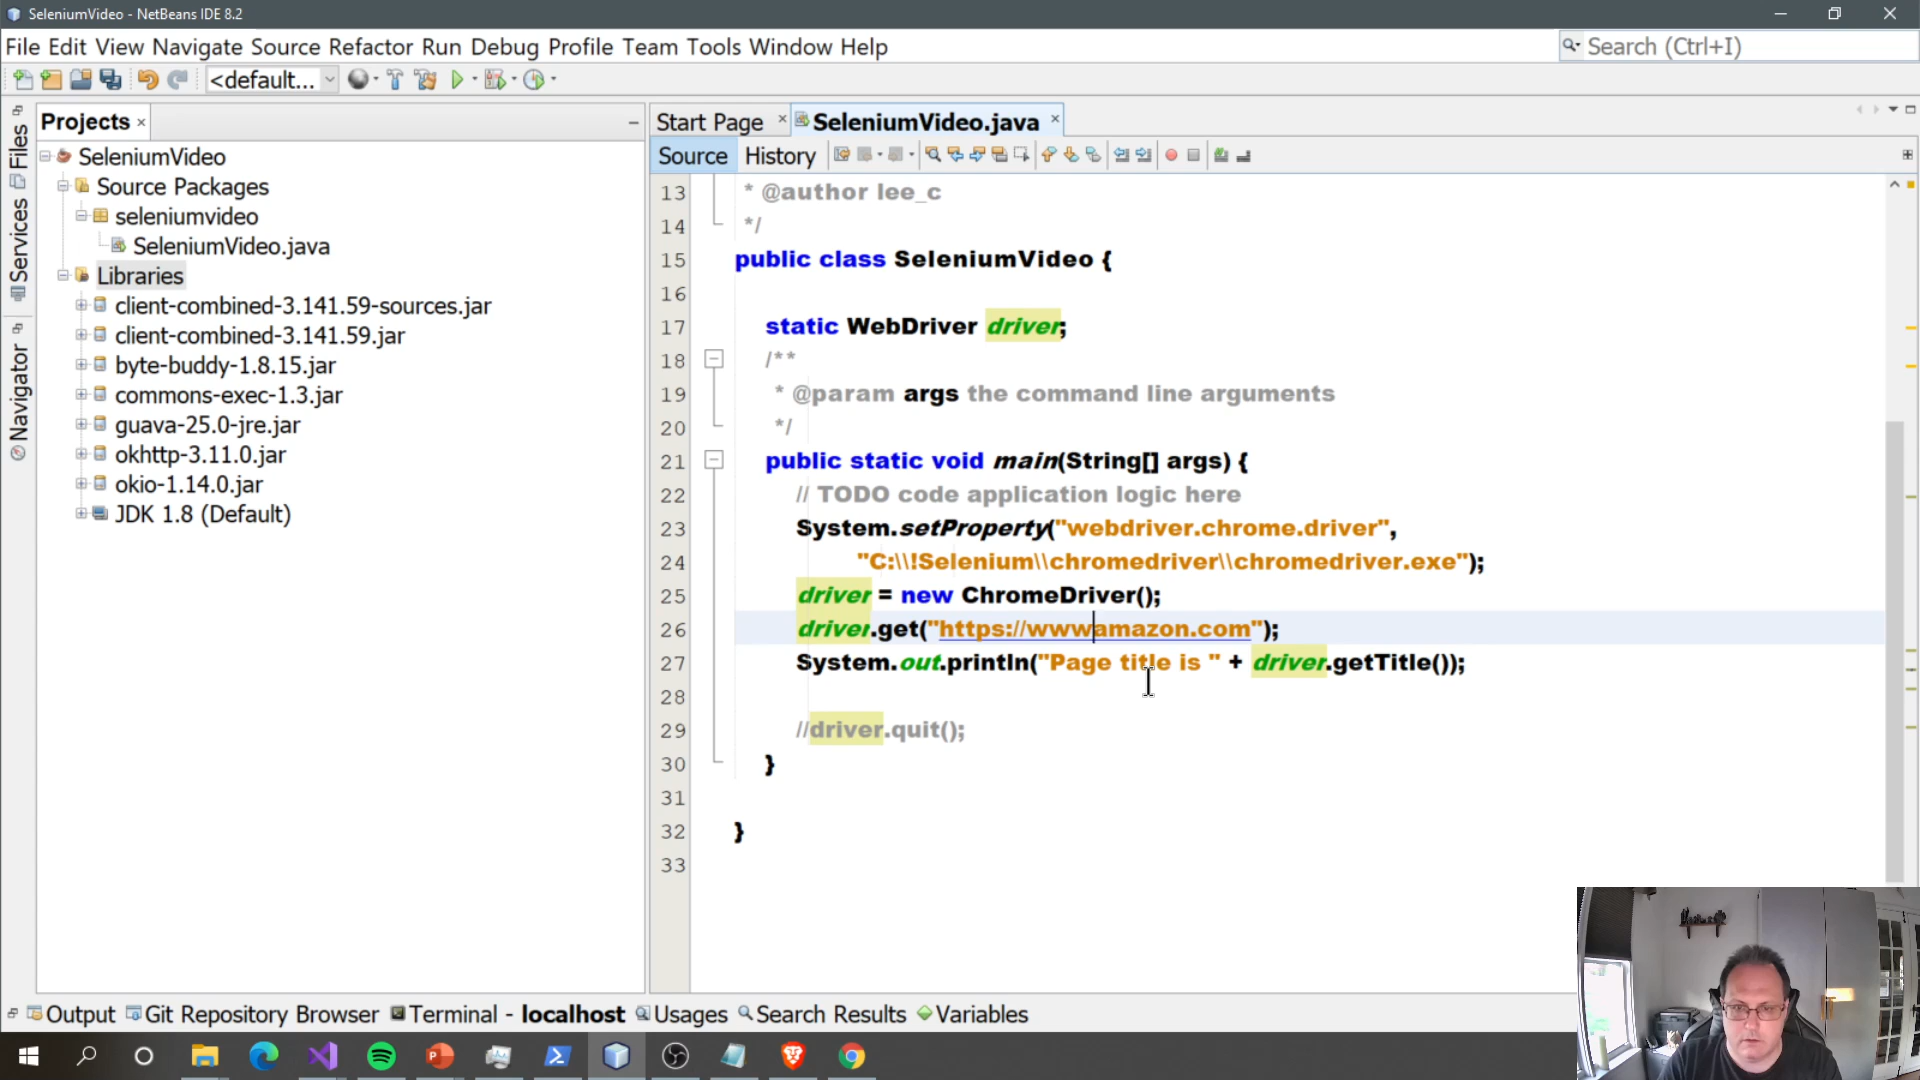 SeleniumVideo - NetBeans IDE 8.2
File Edit View Navigate Source Refactor Run Debug Profile Team Tools Window Help
Search (Ctrl+I)
<default...
Files
Services
Navigator
Projects
SeleniumVideo
Source Packages
seleniumvideo
SeleniumVideo.java
Libraries
client-combined-3.141.59-sources.jar
client-combined-3.141.59.jar
byte-buddy-1.8.15.jar
commons-exec-1.3.jar
guava-25.0-jre.jar
okhttp-3.11.0.jar
okio-1.14.0.jar
JDK 1.8 (Default)
Start Page SeleniumVideo.java
Source History
13 * @author lee_c
14 */
15 public class SeleniumVideo {
16
17 static WebDriver driver;
18 /**
19 * @param args the command line arguments
20 */
21 public static void main(String[] args) {
22 // TODO code application logic here
23 System.setProperty("webdriver.chrome.driver",
24 "C:\\!Selenium\\chromedriver\\chromedriver.exe");
25 driver = new ChromeDriver();
26 driver.get("https://wwwamazon.com");
27 System.out.println("Page title is " + driver.getTitle());
28
29 //driver.quit();
30 }
31
32 }
33
Output Git Repository Browser Terminal - localhost Usages Search Results Variables